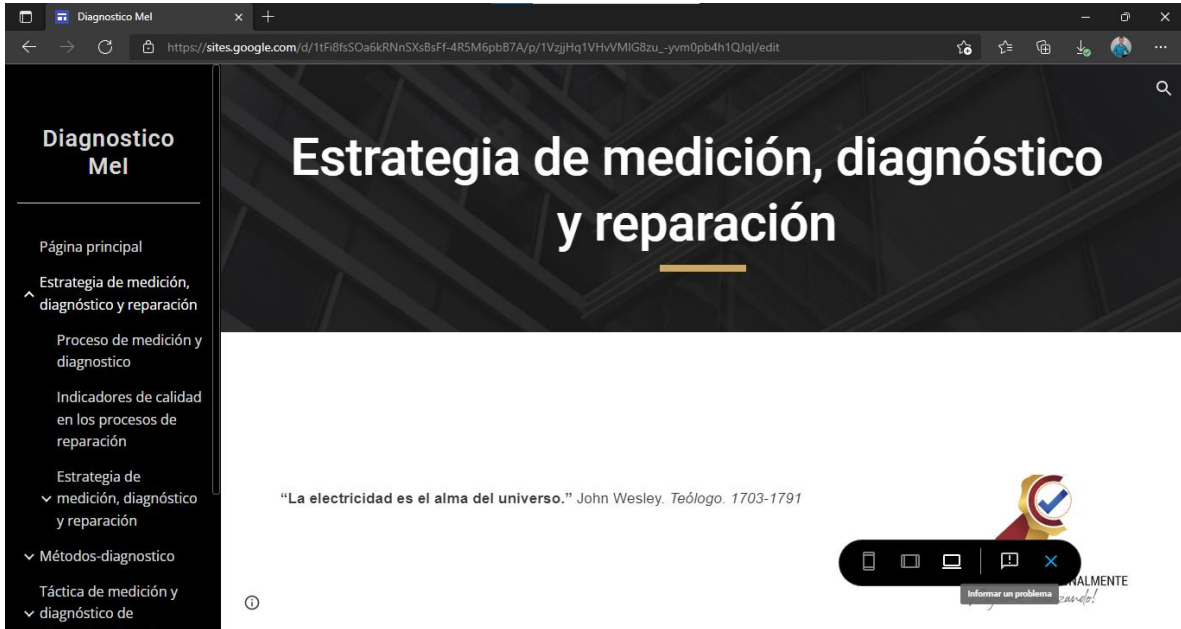 Diagnostico Mel
https://sites.google.com/d/1tFi8fsSOa6kRNnSXsBsFf-4R5M6pbB7A/p/1VzjjHq1VHvVMIG8zu_-yvm0pb4h1QJqI/edit
Diagnostico
Mel
Página principal
Estrategia de medición,
diagnóstico y reparación
Proceso de medición y
diagnostico
Indicadores de calidad
en los procesos de
reparación
Estrategia de
medición, diagnóstico
y reparación
Métodos-diagnostico
Táctica de medición y
diagnóstico de
Estrategia de medición, diagnóstico
y reparación
“La electricidad es el alma del universo.” John Wesley. Teólogo. 1703-1791
Informar un problema